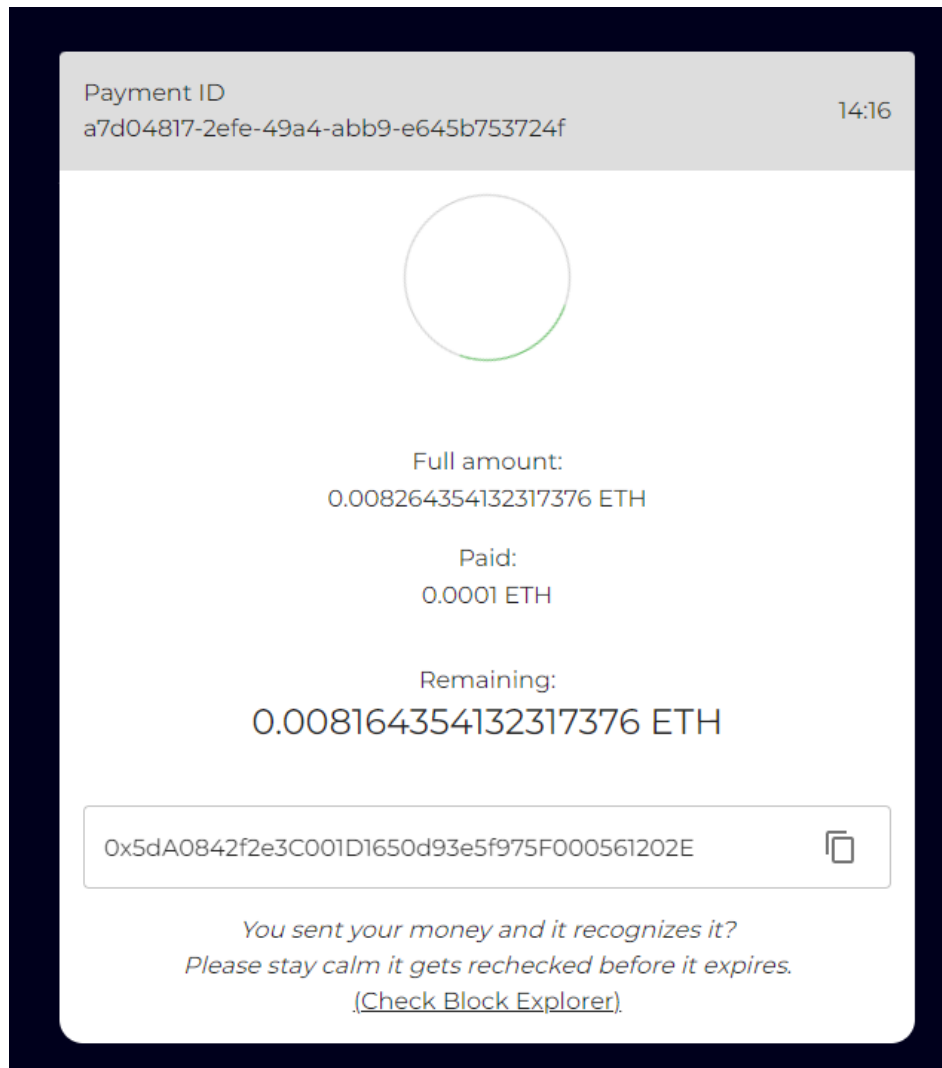 Payment ID
a7d04817-2efe-49a4-abb9-e645b753724f
14:16
Full amount:
0.008264354132317376 ETH
Paid:
0.0001 ETH
Remaining:
0.008164354132317376 ETH
0x5dA0842f2e3C001D1650d93e5f975F000561202E
You sent your money and it recognizes it?
Please stay calm it gets rechecked before it expires.
(Check Block Explorer)